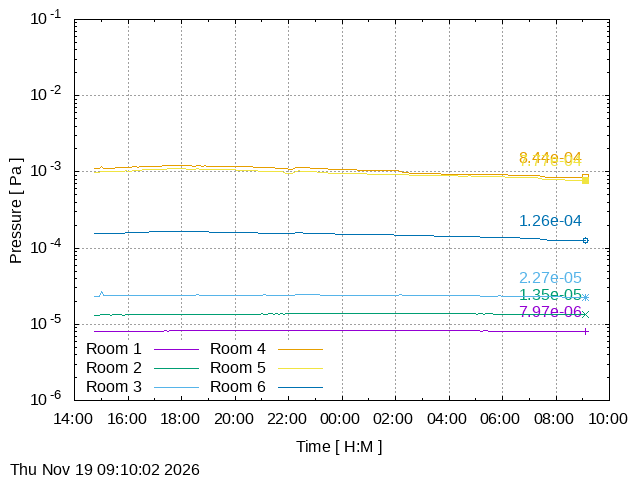 10^-1
10^-2
10^-3
10^-4
10^-5
10^-6
Pressure [ Pa ]
8.44e-04
1.26e-04
2.27e-05
1.35e-05
7.97e-06
Room 1 Room 4
Room 2 Room 5
Room 3 Room 6
14:00 16:00 18:00 20:00 22:00 00:00 02:00 04:00 06:00 08:00 10:00
Time [ H:M ]
Thu Nov 19 09:10:02 2026